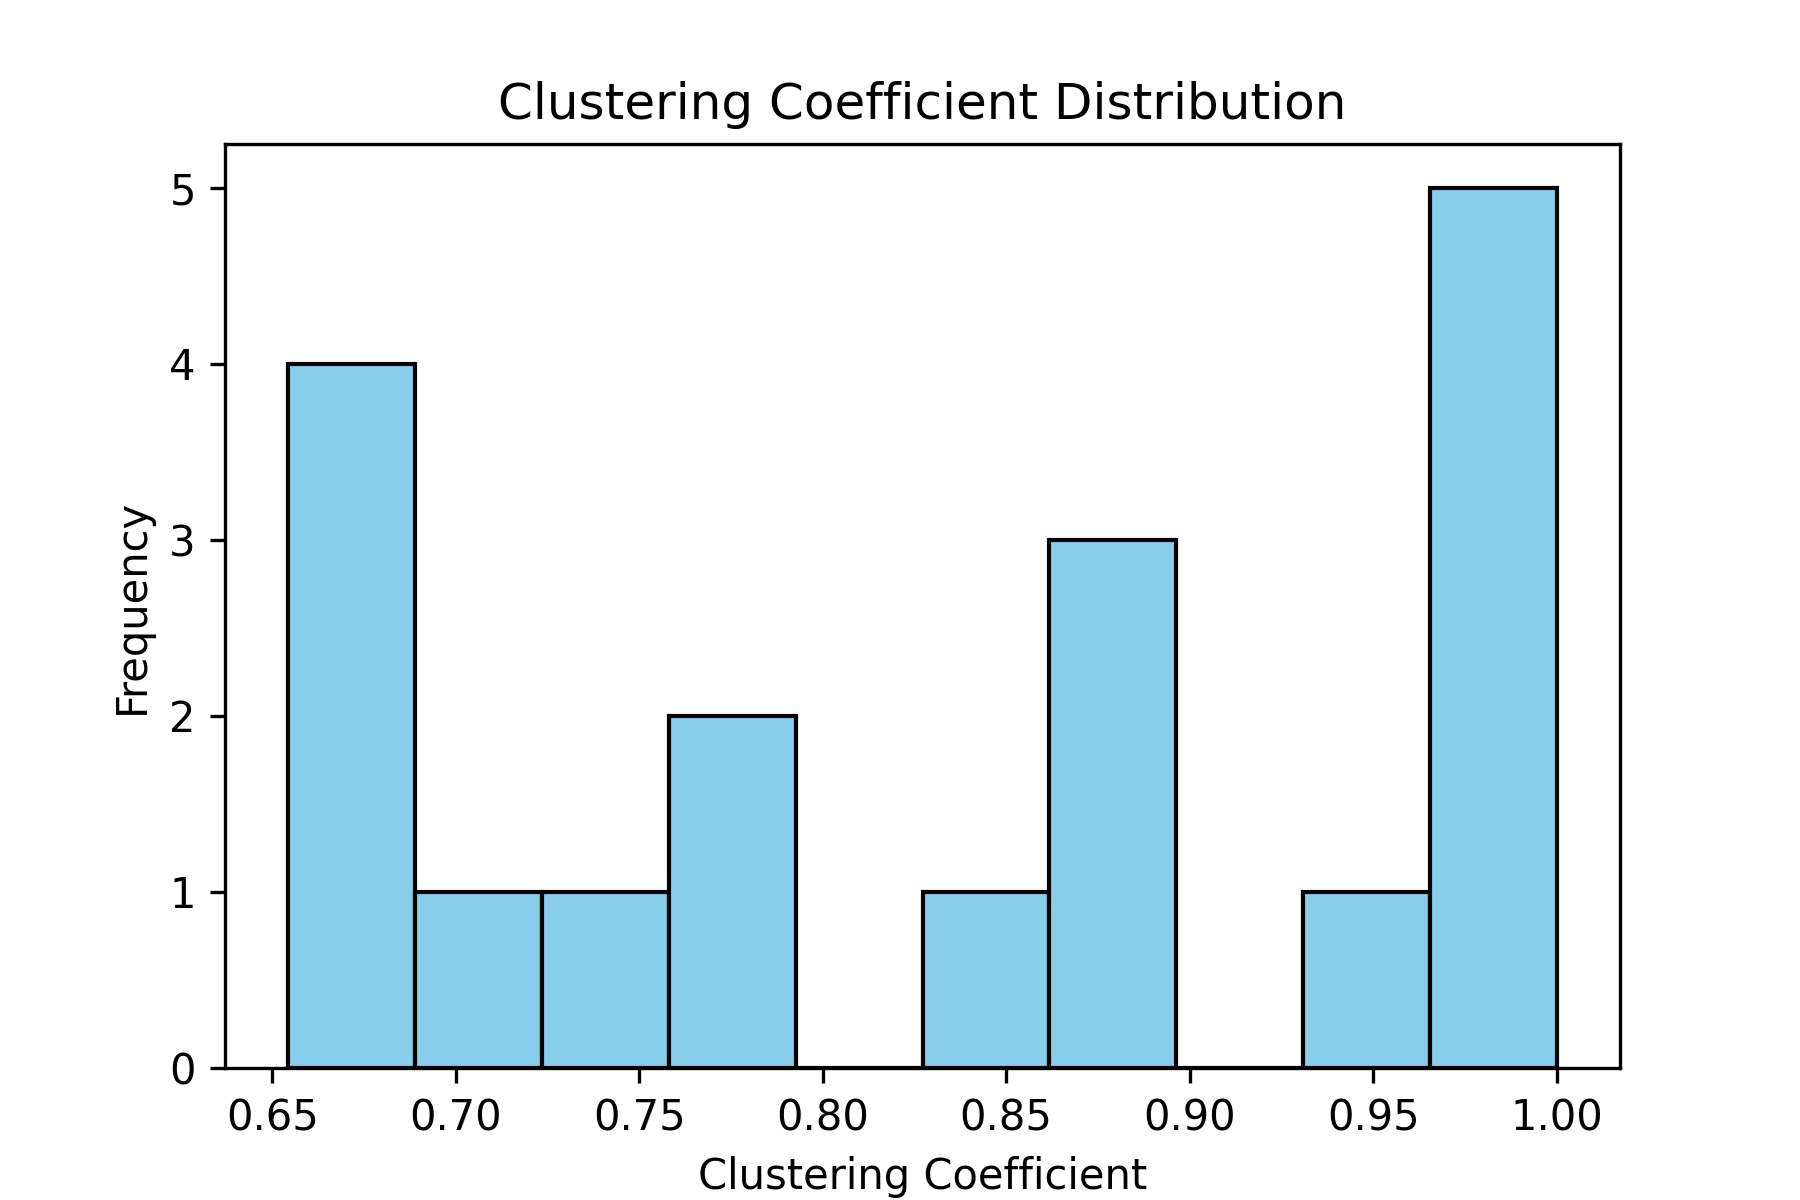 Clustering Coefficient Distribution
5
4
3
2
1
0
Frequency
0.65 0.70 0.75 0.80 0.85 0.90 0.95 1.00
Clustering Coefficient